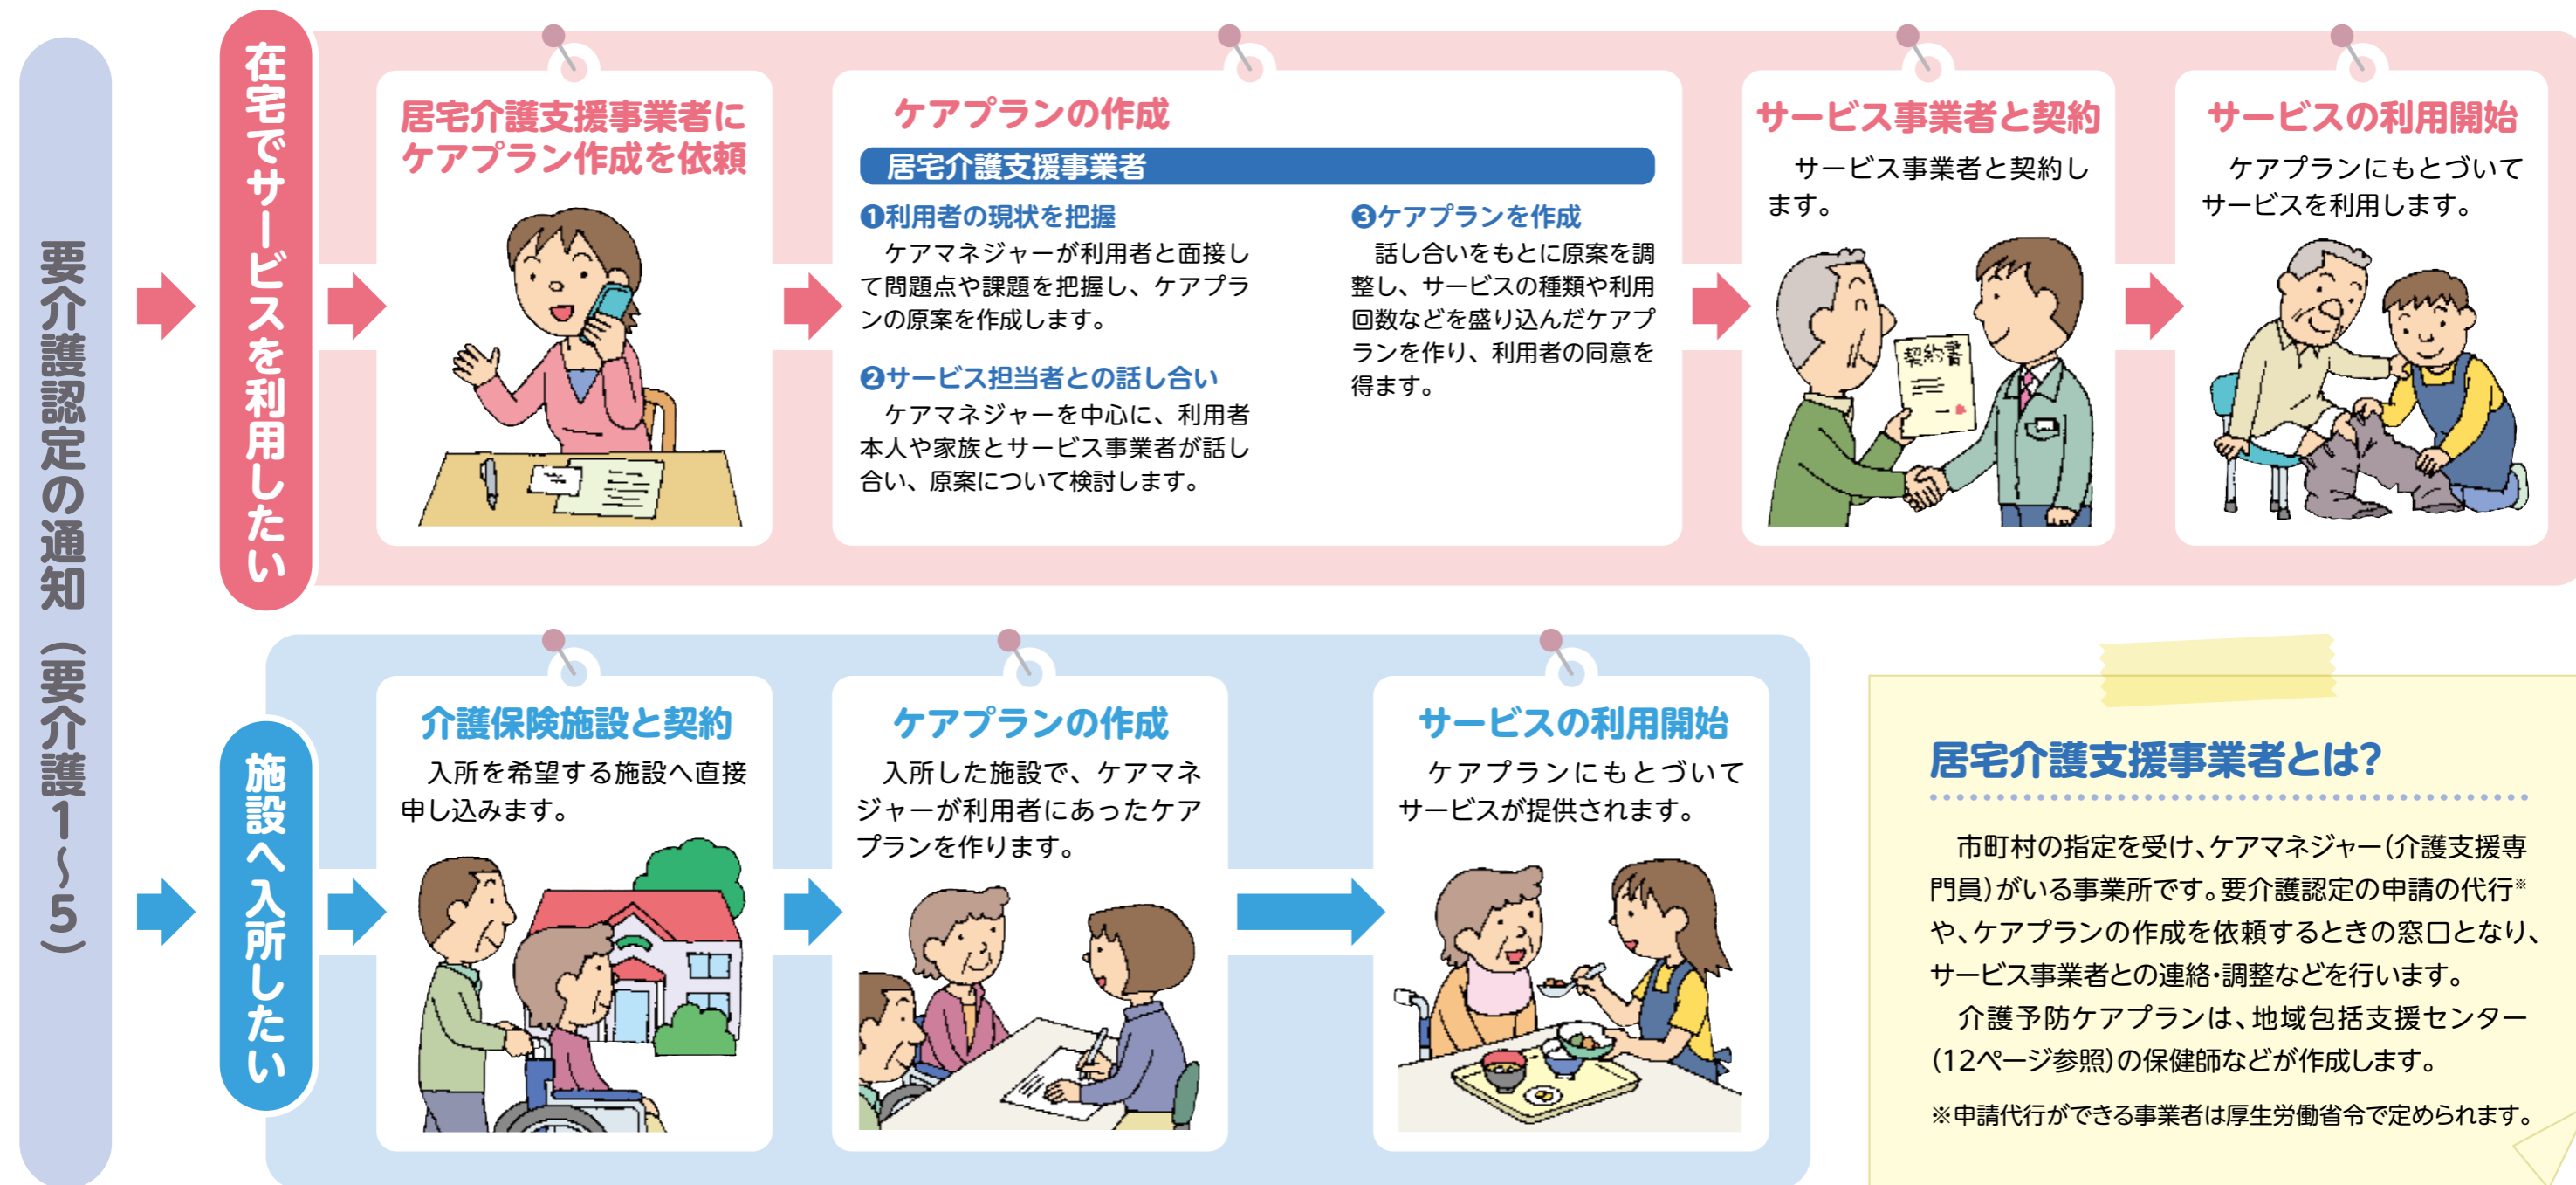 要介護認定の通知（要介護1～5）
在宅でサービスを利用したい
居宅介護支援事業者に
ケアプラン作成を依頼
ケアプランの作成
居宅介護支援事業者
❶利用者の現状を把握
ケアマネジャーが利用者と面接し
て問題点や課題を把握し、ケアプラ
ンの原案を作成します。
❷サービス担当者との話し合い
ケアマネジャーを中心に、利用者
本人や家族とサービス事業者が話し
合い、原案について検討します。
❸ケアプランを作成
話し合いをもとに原案を調
整し、サービスの種類や利用
回数などを盛り込んだケアプ
ランを作り、利用者の同意を
得ます。
サービス事業者と契約
サービス事業者と契約し
ます。
契約書
サービスの利用開始
ケアプランにもとづいて
サービスを利用します。
施設へ入所したい
介護保険施設と契約
入所を希望する施設へ直接
申し込みます。
ケアプランの作成
入所した施設で、ケアマネ
ジャーが利用者にあったケア
プランを作ります。
サービスの利用開始
ケアプランにもとづいて
サービスが提供されます。
居宅介護支援事業者とは?
市町村の指定を受け、ケアマネジャー（介護支援専
門員）がいる事業所です。要介護認定の申請の代行※
や、ケアプランの作成を依頼するときの窓口となり、
サービス事業者との連絡・調整などを行います。
介護予防ケアプランは、地域包括支援センター
（12ページ参照）の保健師などが作成します。
※申請代行ができる事業者は厚生労働省令で定められます。